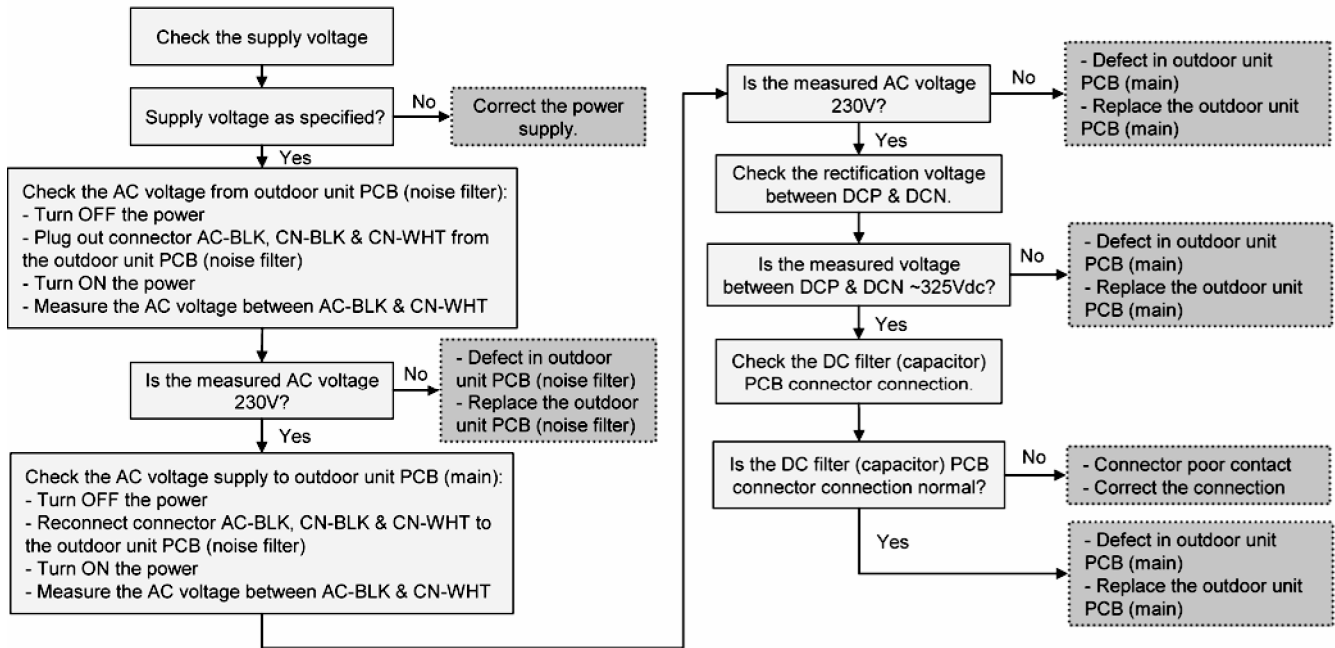 Check the supply voltage
Supply voltage as specified?
No
Correct the power
supply.
Yes
Check the AC voltage from outdoor unit PCB (noise filter):
- Turn OFF the power
- Plug out connector AC-BLK, CN-BLK & CN-WHT from
the outdoor unit PCB (noise filter)
- Turn ON the power
- Measure the AC voltage between AC-BLK & CN-WHT
Is the measured AC voltage
230V?
No
- Defect in outdoor
unit PCB (noise filter)
- Replace the outdoor
unit PCB (noise filter)
Yes
Check the AC voltage supply to outdoor unit PCB (main):
- Turn OFF the power
- Reconnect connector AC-BLK, CN-BLK & CN-WHT to
the outdoor unit PCB (noise filter)
- Turn ON the power
- Measure the AC voltage between AC-BLK & CN-WHT
Is the measured AC voltage
230V?
No
- Defect in outdoor unit
PCB (main)
- Replace the outdoor unit
PCB (main)
Yes
Check the rectification voltage
between DCP & DCN.
Is the measured voltage
between DCP & DCN ~325Vdc?
No
- Defect in outdoor unit
PCB (main)
- Replace the outdoor unit
PCB (main)
Yes
Check the DC filter (capacitor)
PCB connector connection.
Is the DC filter (capacitor) PCB
connector connection normal?
No
- Connector poor contact
- Correct the connection
Yes
- Defect in outdoor unit
PCB (main)
- Replace the outdoor unit
PCB (main)